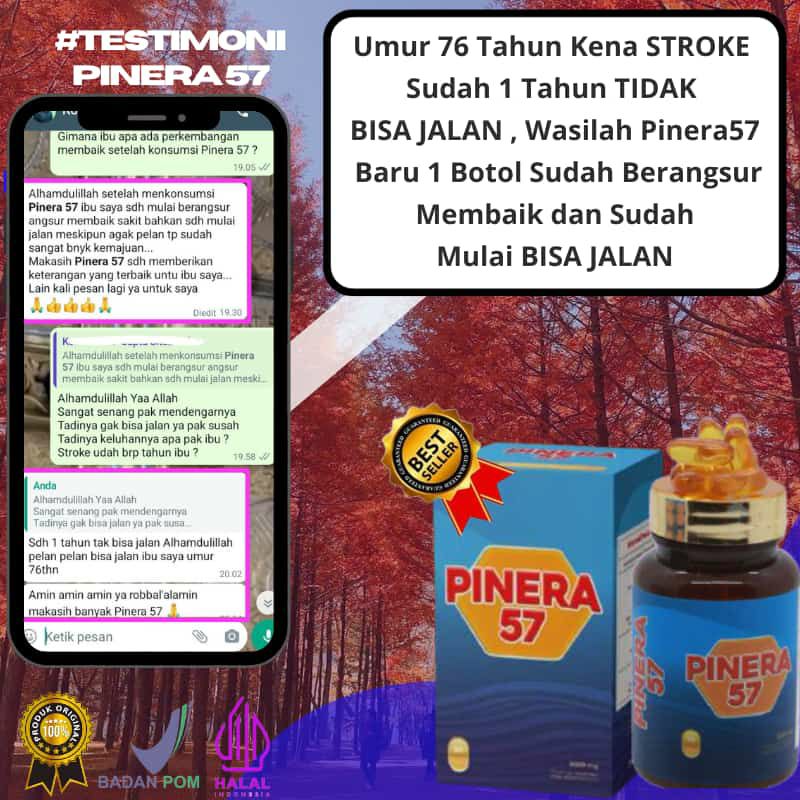 #TESTIMONI
PINERA 57
Umur 76 Tahun Kena STROKE
Sudah 1 Tahun TIDAK
BISA JALAN , Wasilah Pinera57
Baru 1 Botol Sudah Berangsur
Membaik dan Sudah
Mulai BISA JALAN
Gimana ibu apa ada perkembangan
membaik setelah konsumsi Pinera 57 ?
19.05
Alhamdulillah setelah menkonsumsi
Pinera 57 ibu saya sdh mulai berangsur
angsur membaik sakit bahkan sdh mulai
jalan meskipun agak pelan tp sudah
sangat bnyk kemajuan...
Makasih Pinera 57 sdh memberikan
keterangan yang terbaik untu ibu saya...
Lain kali pesan lagi ya untuk saya
🙏👍👍👍🙏
Diedit 19.30
Alhamdulillah setelah menkonsumsi Pinera
57 ibu saya sdh mulai berangsur angsur
membaik sakit bahkan sdh mulai jalan meski...
Alhamdulillah Yaa Allah
Sangat senang pak mendengarnya
Tadinya gak bisa jalan ya pak susah
Tadinya keluhannya apa pak ibu ?
Stroke udah brp tahun ibu ?
19.58
Anda
Alhamdulillah Yaa Allah
Sangat senang pak mendengarnya
Tadinya gak bisa jalan ya pak susa...
Sdh 1 tahun tak bisa jalan Alhamdulillah
pelan pelan bisa jalan ibu saya umur
76thn
20.02
Amin amin amin ya robbal'alamin
makasih banyak Pinera 57 🙏
Ketik pesan
GUARANTEED
BEST
SELLER
PINERA
57
PINERA
57
PINERA
57
PRODUK ORIGINAL
100%
BADAN POM
HALAL
INDONESIA